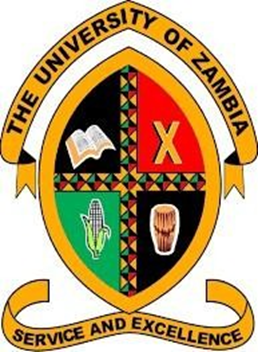 THE UNIVERSITY OF ZAMBIA
SERVICE AND EXCELLENCE